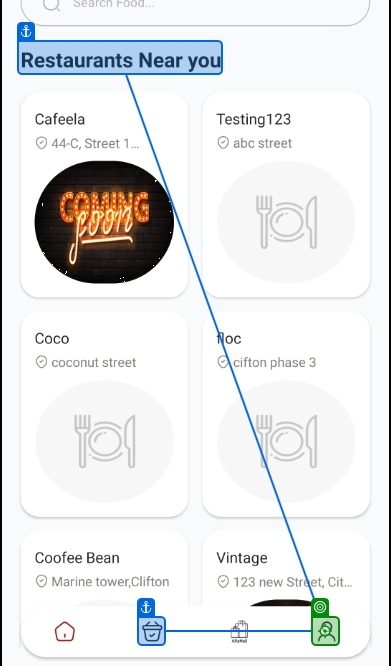 Search Food...
Restaurants Near you
Cafeela
Testing123
44-C, Street 1...
abc street
COMING
soon
Coco
floc
coconut street
cifton phase 3
Coofee Bean
Vintage
Marine tower,Clifton
123 new Street, Cit...
AlfaMall